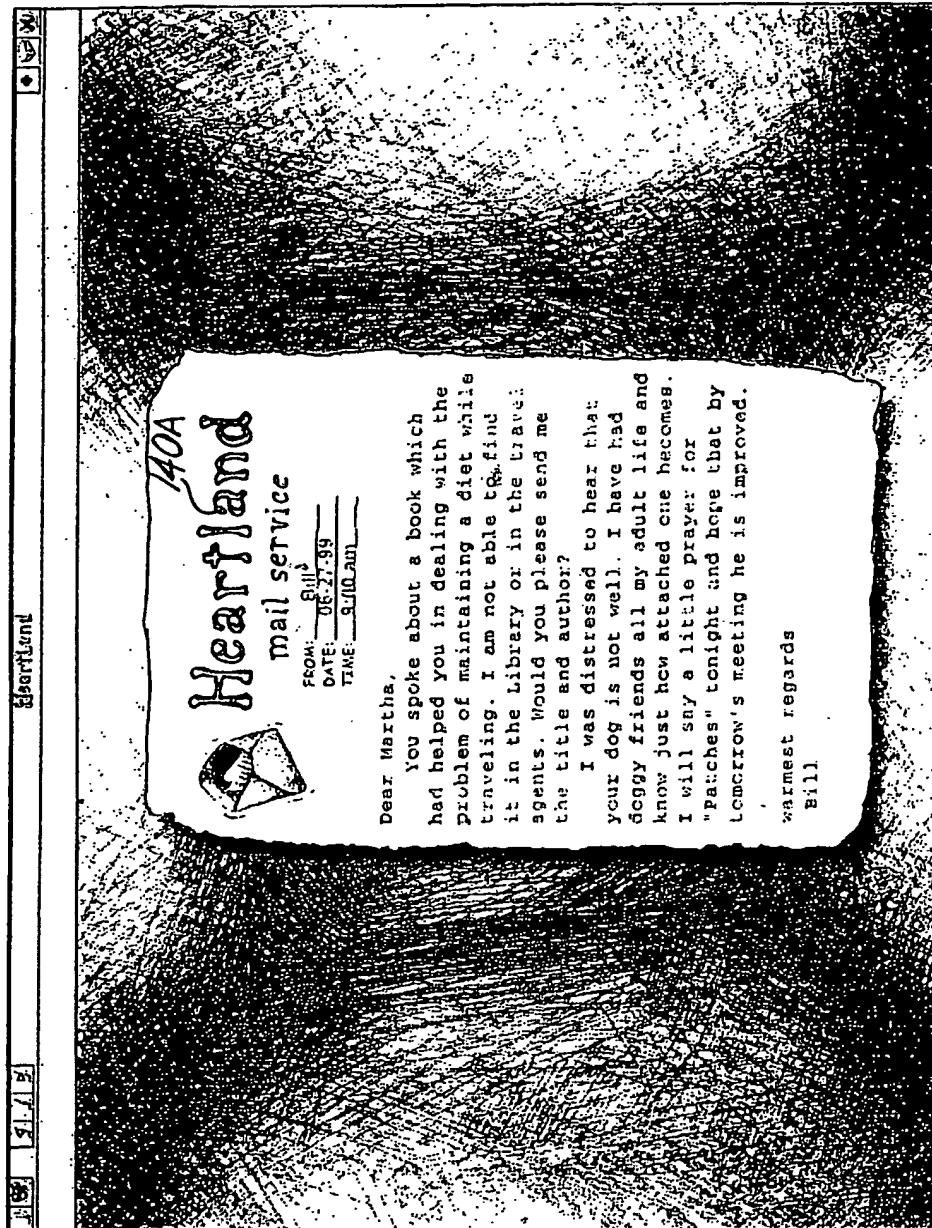 HeartLand
140A
Heartland
mail service
FROM: Bill
DATE: 06-27-99
TIME: 9:10 am
Dear Martha,
You spoke about a book which
had helped you in dealing with the
problem of maintaining a diet while
traveling. I am not able to find
it in the Library or in the travel
agents. Would you please send me
the title and author?
I was distressed to hear that
your dog is not well. I have had
doggy friends all my adult life and
know just how attached one becomes.
I will say a little prayer for
"Patches" tonight and hope that by
tomorrow's meeting he is improved.
warmest regards
Bill